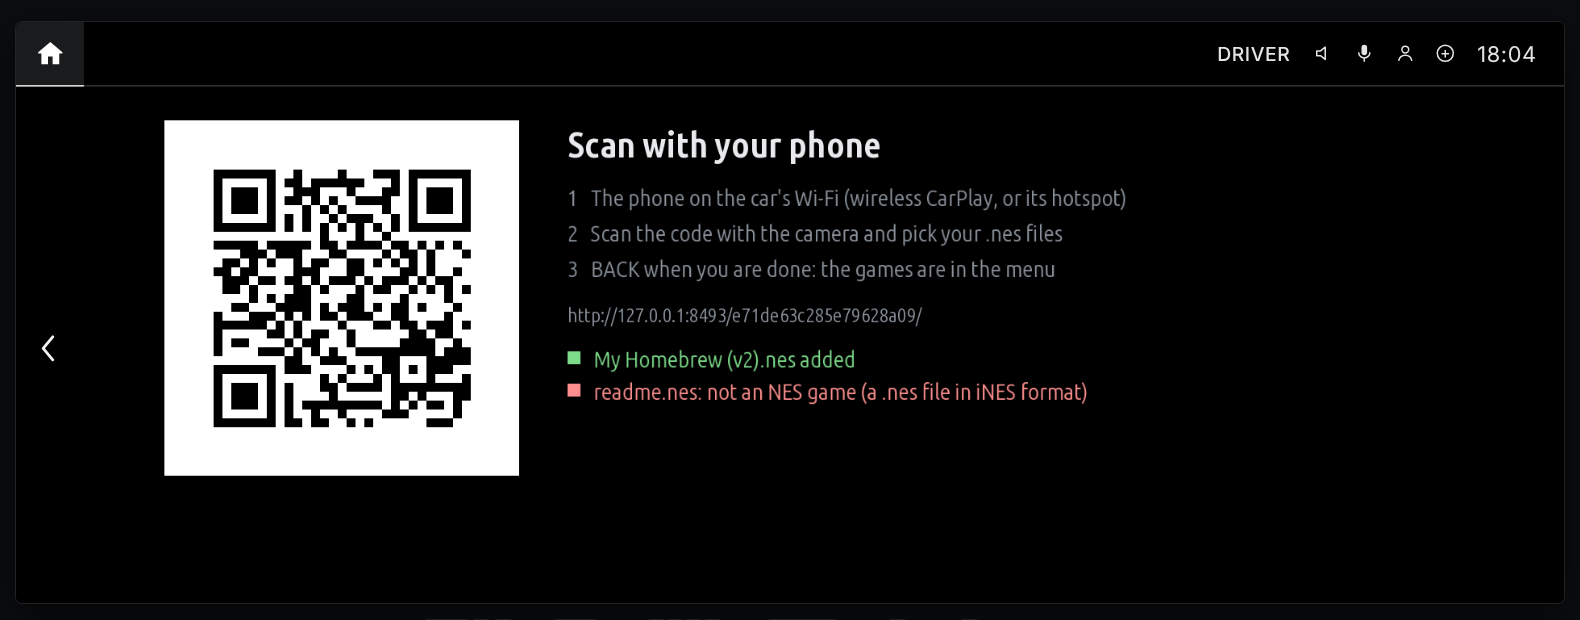 DRIVER 18:04
Scan with your phone
1 The phone on the car's Wi-Fi (wireless CarPlay, or its hotspot)
2 Scan the code with the camera and pick your .nes files
3 BACK when you are done: the games are in the menu
http://127.0.0.1:8493/e71de63c285e79628a09/
My Homebrew (v2).nes added
readme.nes: not an NES game (a .nes file in iNES format)